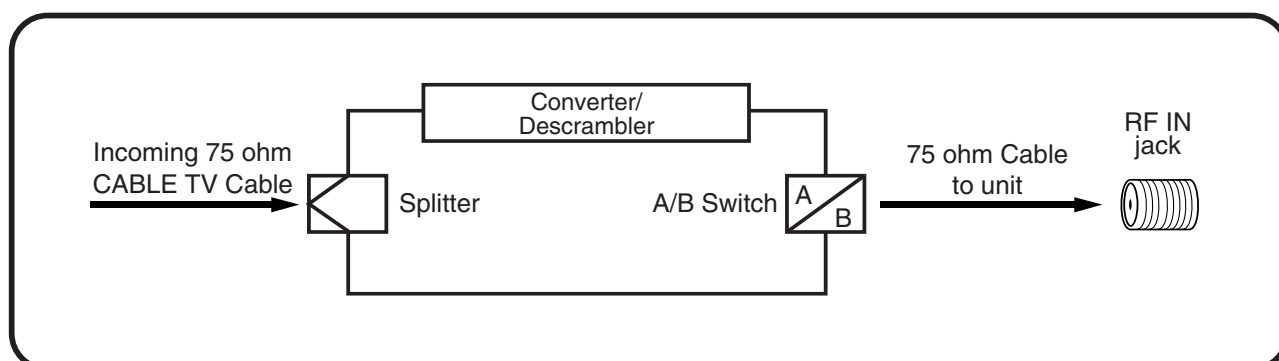 Converter/
Descrambler
Incoming 75 ohm
CABLE TV Cable
Splitter
A/B Switch
A
B
75 ohm Cable
to unit
RF IN
jack